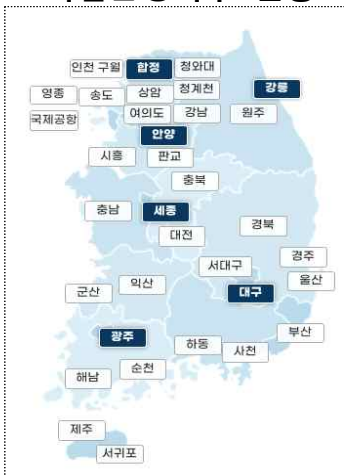 인천 구월 합정 청와대
영종 송도 상암 청계천 강릉
국제공항 여의도 강남 원주
안양
시흥 판교
충북
충남 세종
대전 경북
서대구 경주
군산 익산 대구 울산
광주 부산
하동 사천
해남 순천
제주
서귀포